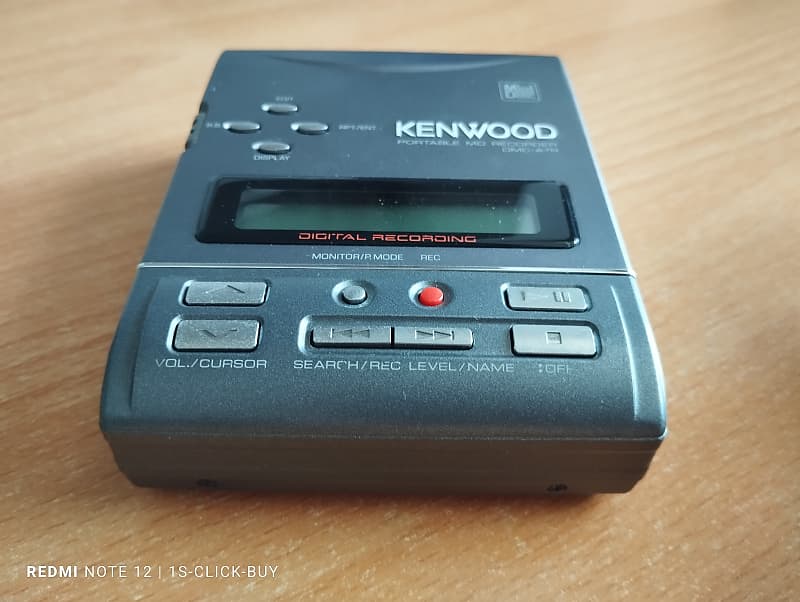 EDIT
RPT/ENT.
DISPLAY
KENWOOD
PORTABLE MD RECORDER
DIGITAL RECORDING
MONITOR/P.MODE REC
VOL./CURSOR SEARCH/REC LEVEL/NAME :OFF
REDMI NOTE 12 | 1S-CLICK-BUY